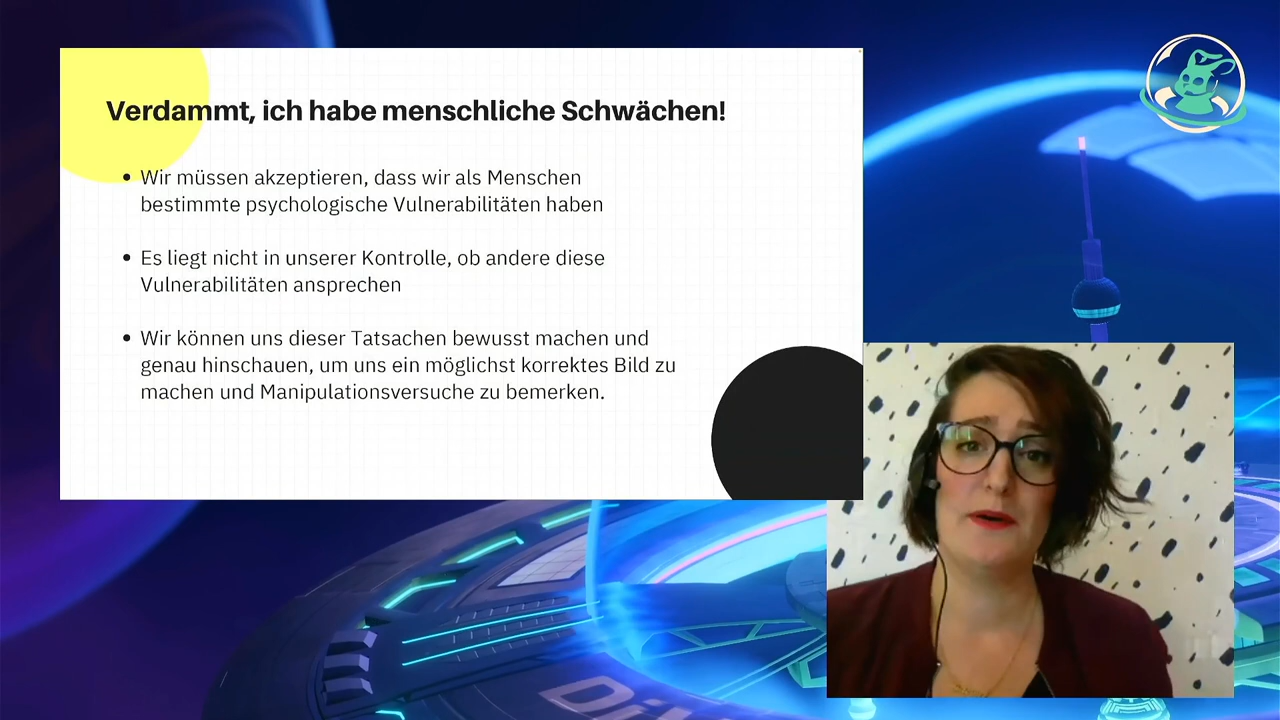 Verdammt, ich habe menschliche Schwächen!
• Wir müssen akzeptieren, dass wir als Menschen
bestimmte psychologische Vulnerabilitäten haben
• Es liegt nicht in unserer Kontrolle, ob andere diese
Vulnerabilitäten ansprechen
• Wir können uns dieser Tatsachen bewusst machen und
genau hinschauen, um uns ein möglichst korrektes Bild zu
machen und Manipulationsversuche zu bemerken.